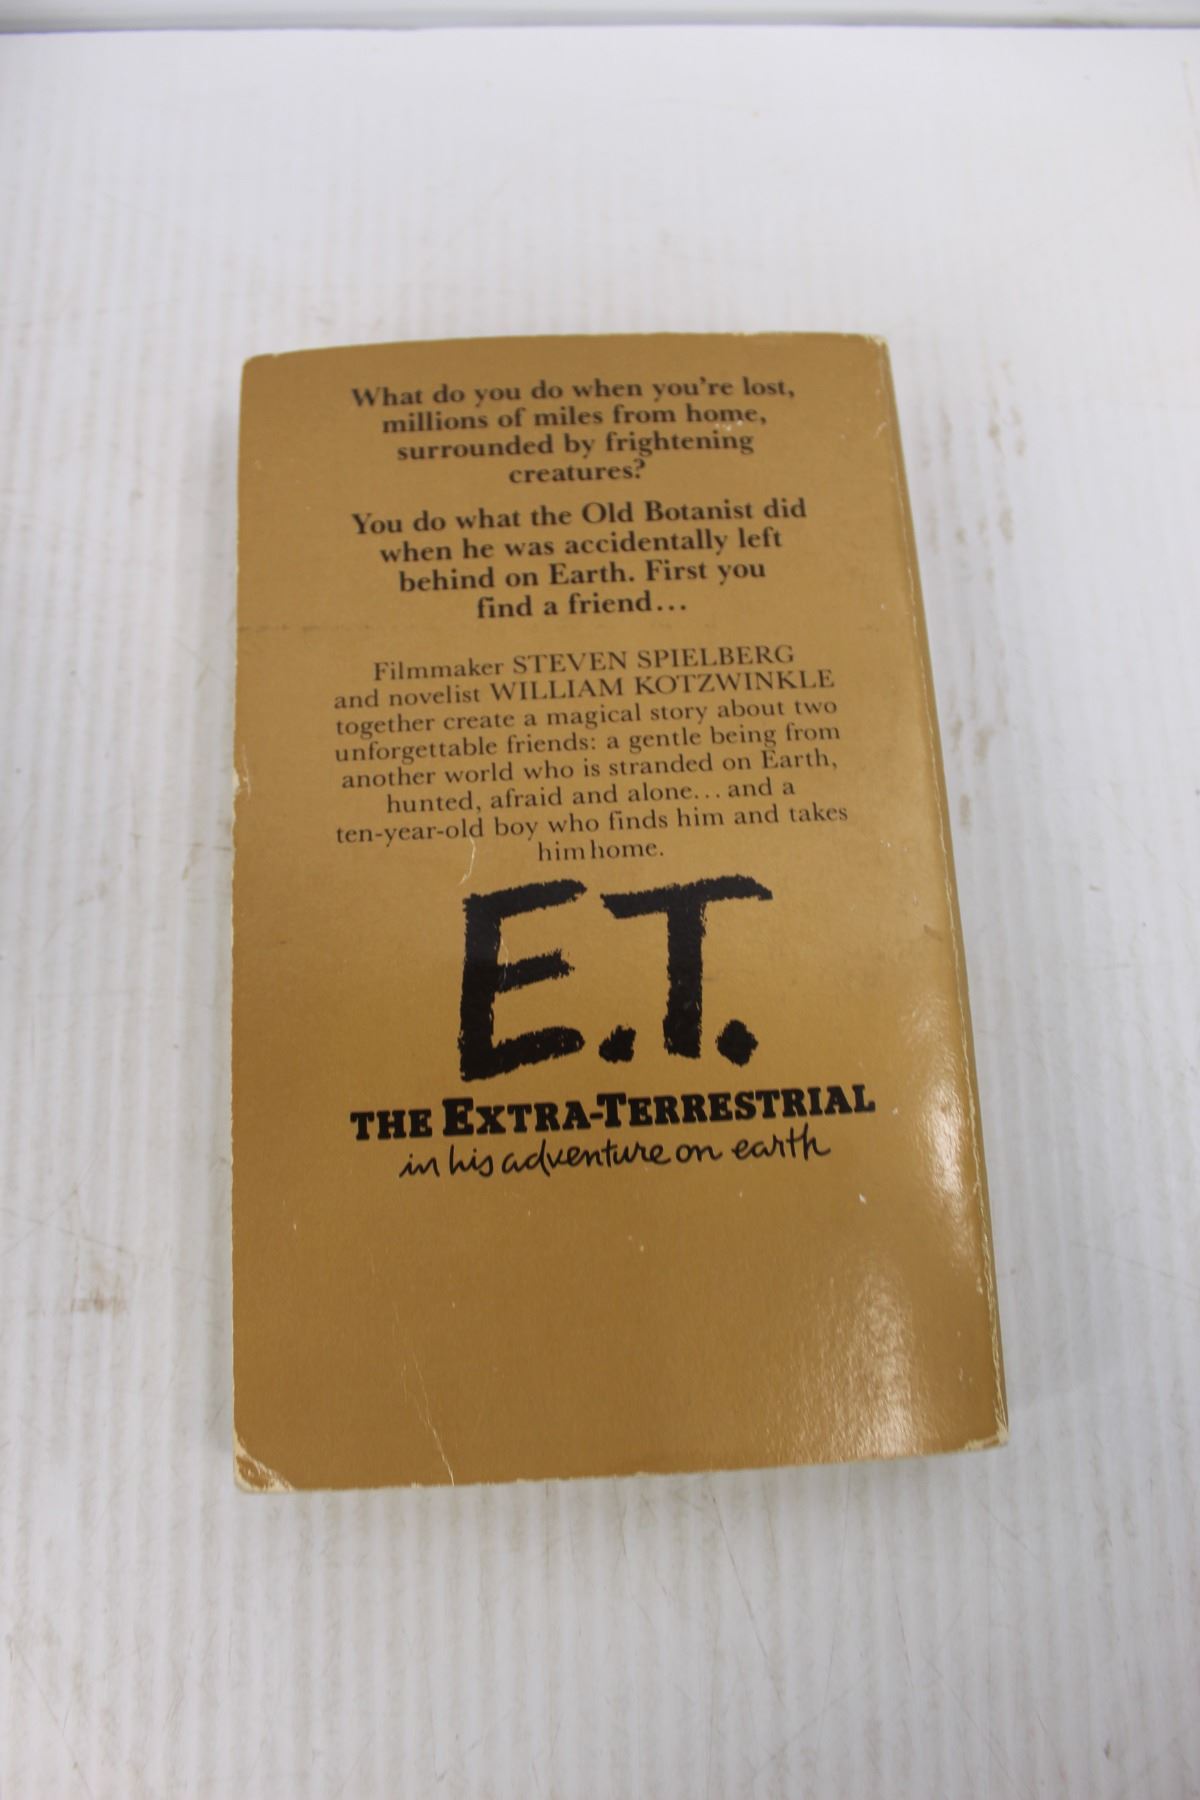 What do you do when you're lost,
millions of miles from home,
surrounded by frightening
creatures?
You do what the Old Botanist did
when he was accidentally left
behind on Earth. First you
find a friend...
Filmmaker STEVEN SPIELBERG
and novelist WILLIAM KOTZWINKLE
together create a magical story about two
unforgettable friends: a gentle being from
another world who is stranded on Earth,
hunted, afraid and alone... and a
ten-year-old boy who finds him and takes
him home.
E.T.
THE EXTRA-TERRESTRIAL
in his adventure on earth